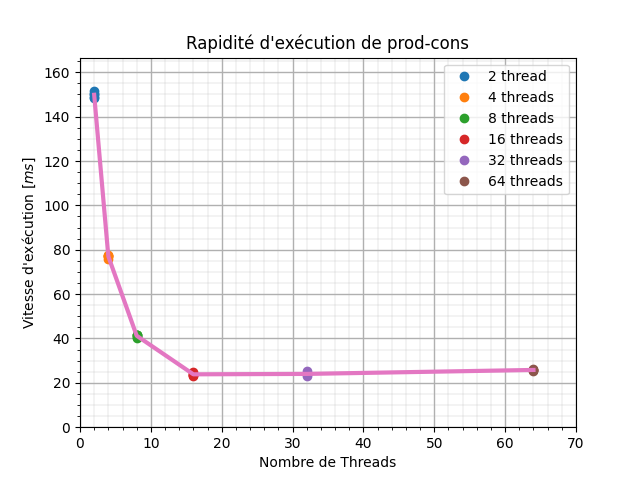 Rapidité d'exécution de prod-cons
2 thread
4 threads
8 threads
16 threads
32 threads
64 threads
Vitesse d'exécution [ms]
160
140
120
100
80
60
40
20
0
0 10 20 30 40 50 60 70
Nombre de Threads